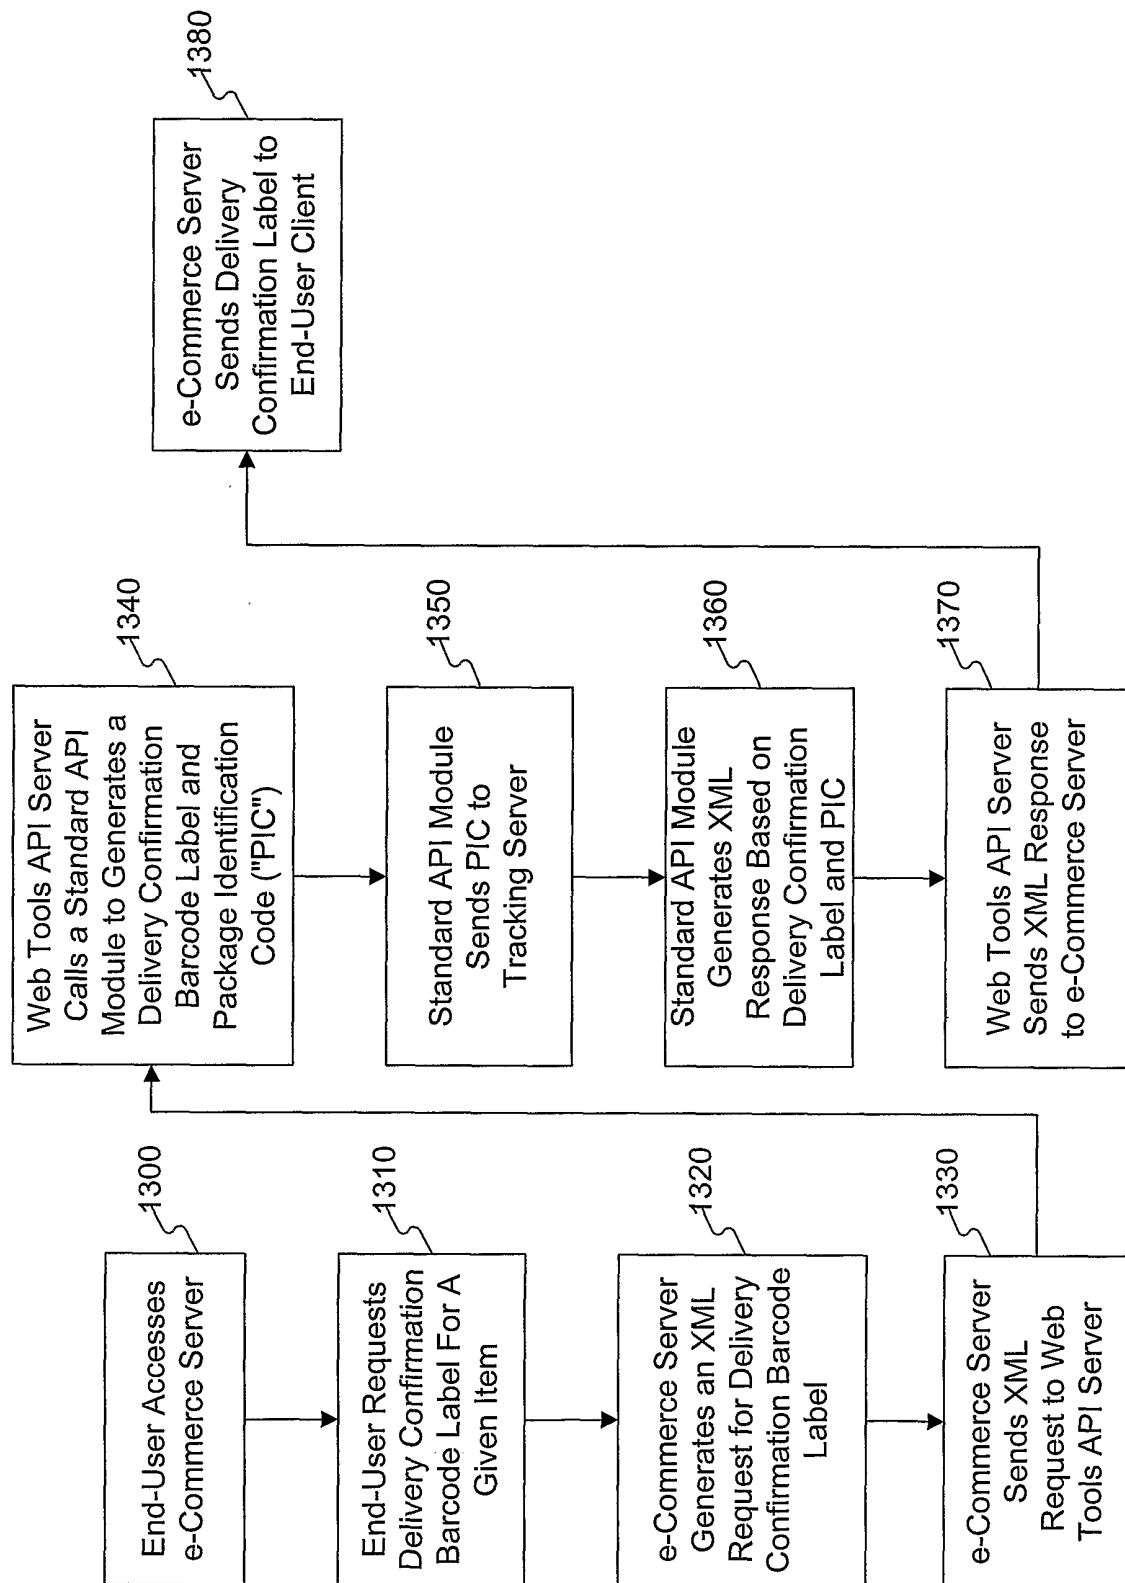 End-User Accesses
e-Commerce Server
1300
End-User Requests
Delivery Confirmation
Barcode Label For A
Given Item
1310
e-Commerce Server
Generates an XML
Request for Delivery
Confirmation Barcode
Label
1320
e-Commerce Server
Sends XML
Request to Web
Tools API Server
1330
Web Tools API Server
Calls a Standard API
Module to Generates a
Delivery Confirmation
Barcode Label and
Package Identification
Code ("PIC")
1340
Standard API Module
Sends PIC to
Tracking Server
1350
Standard API Module
Generates XML
Response Based on
Delivery Confirmation
Label and PIC
1360
Web Tools API Server
Sends XML Response
to e-Commerce Server
1370
e-Commerce Server
Sends Delivery
Confirmation Label to
End-User Client
1380